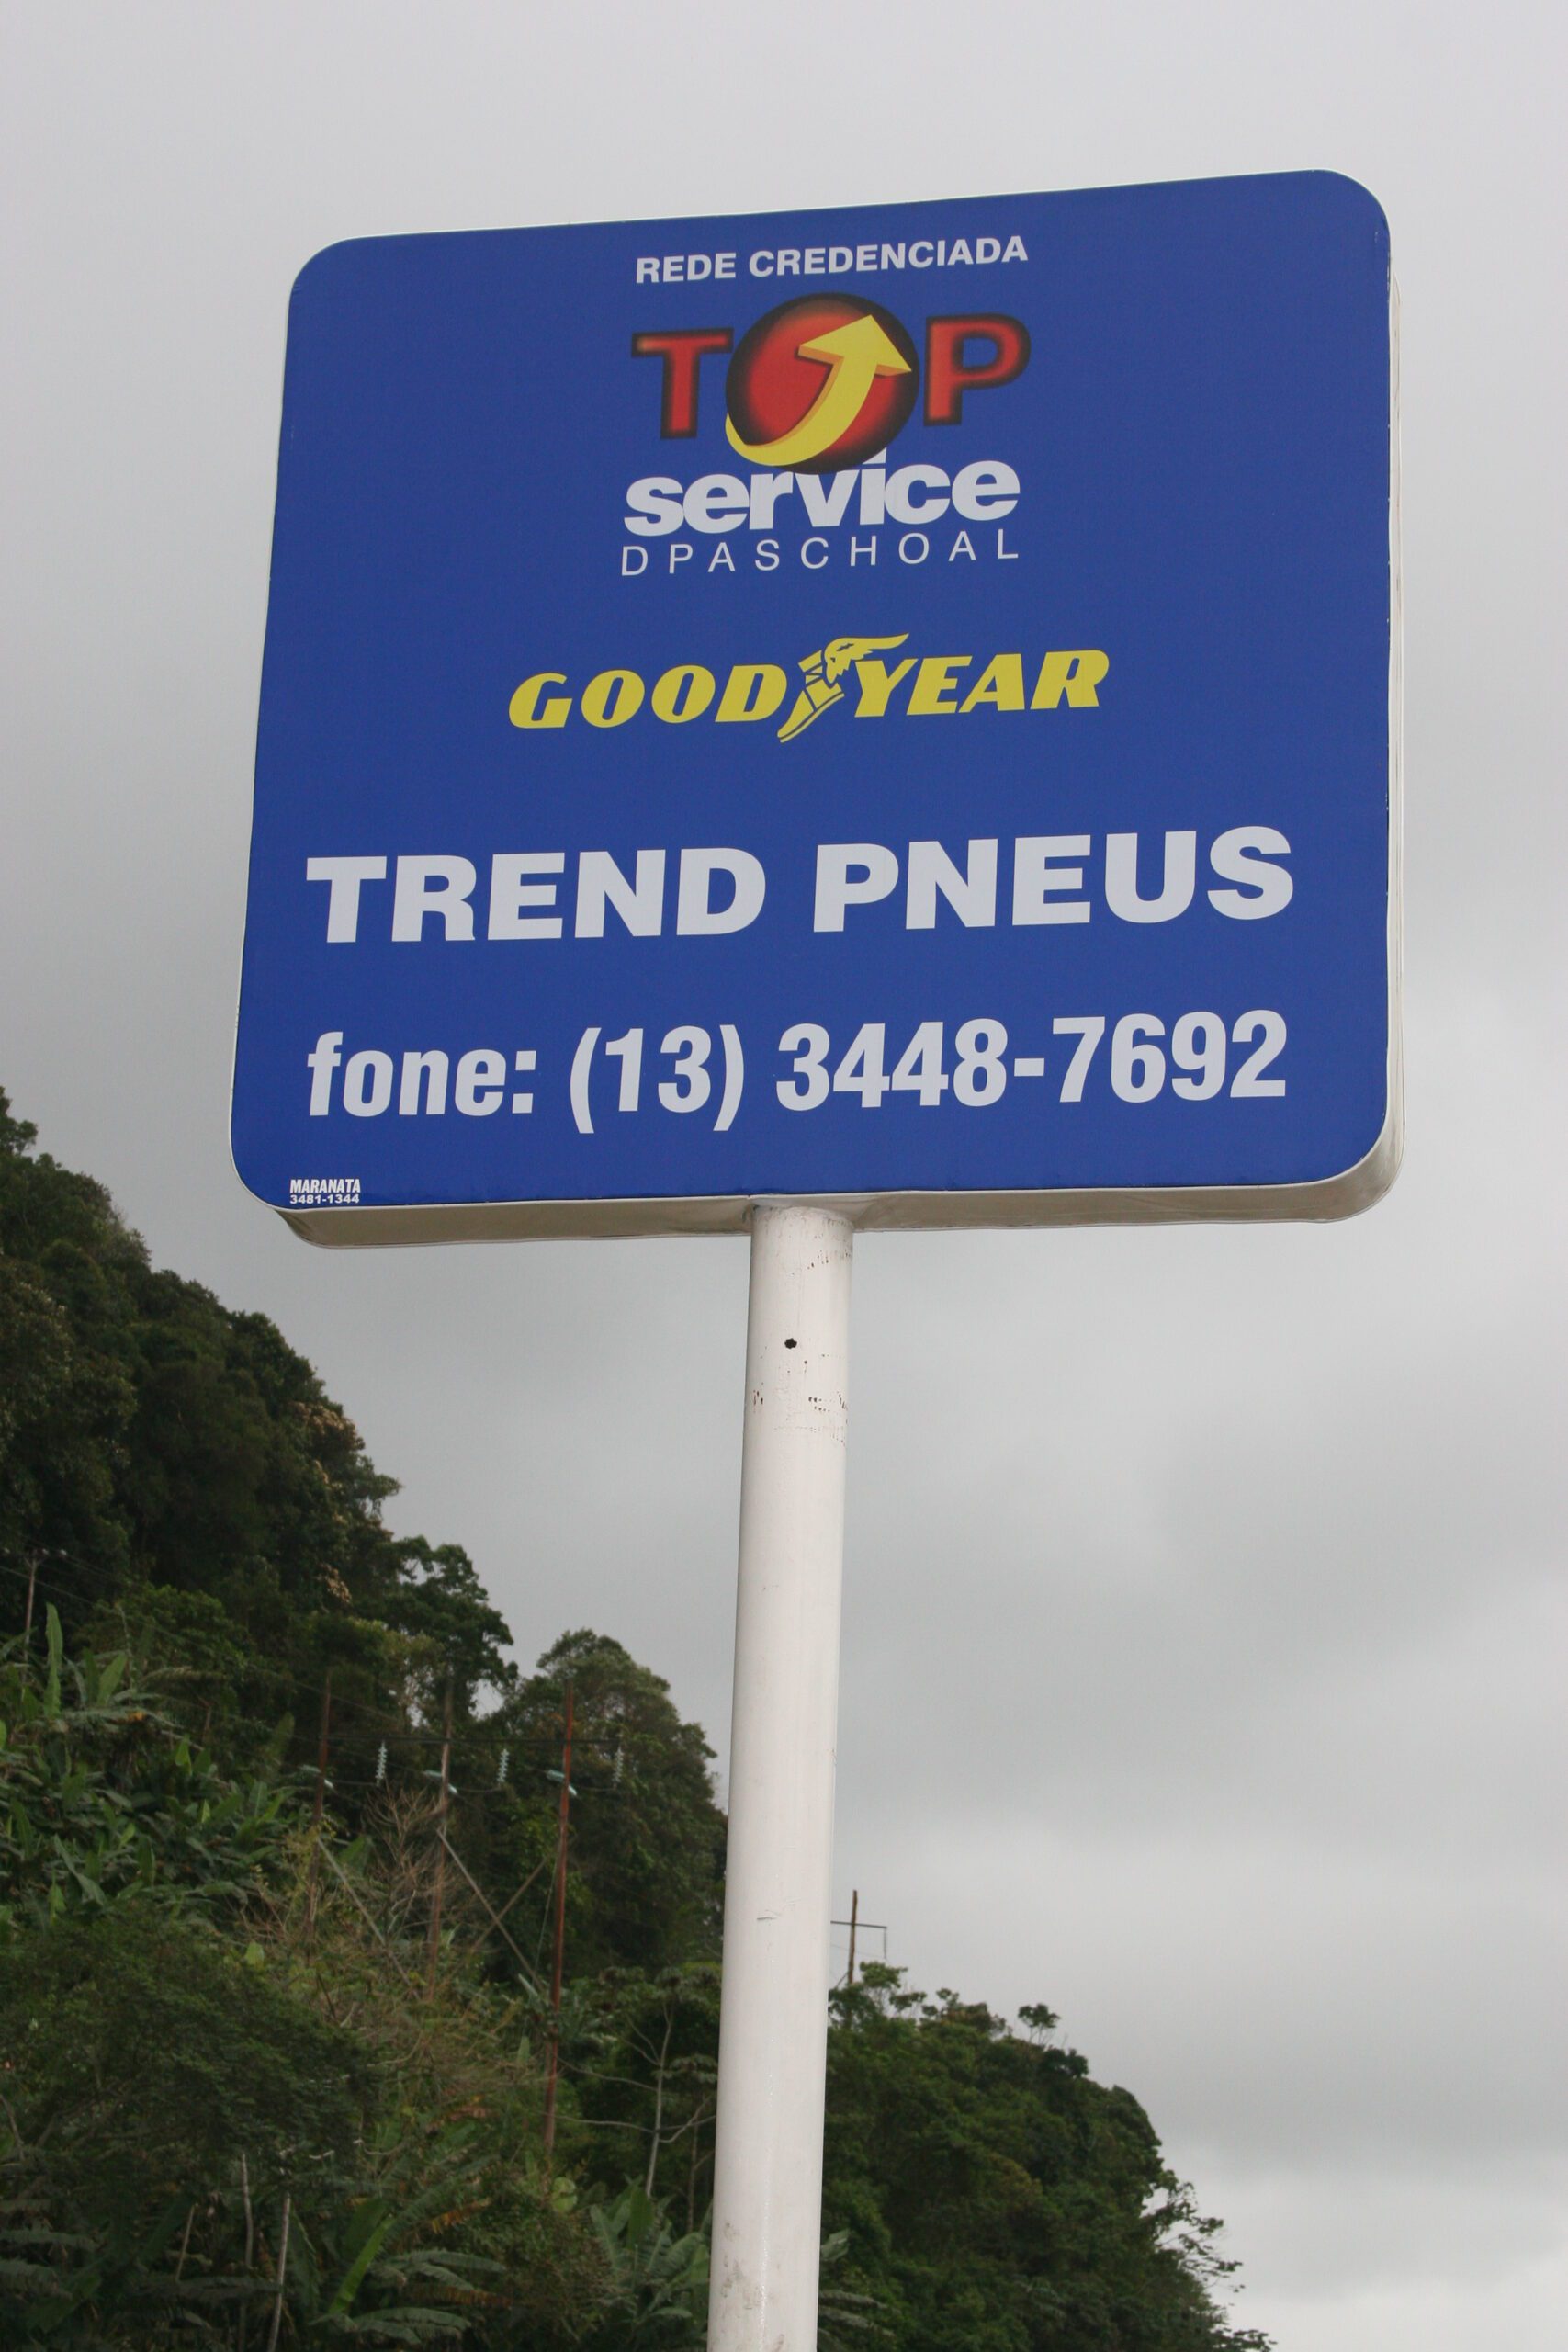 REDE CREDENCIADA
TOP
service
DPASCHOAL
GOODYEAR
TREND PNEUS
fone: (13) 3448-7692
MARANATA
3481-1344